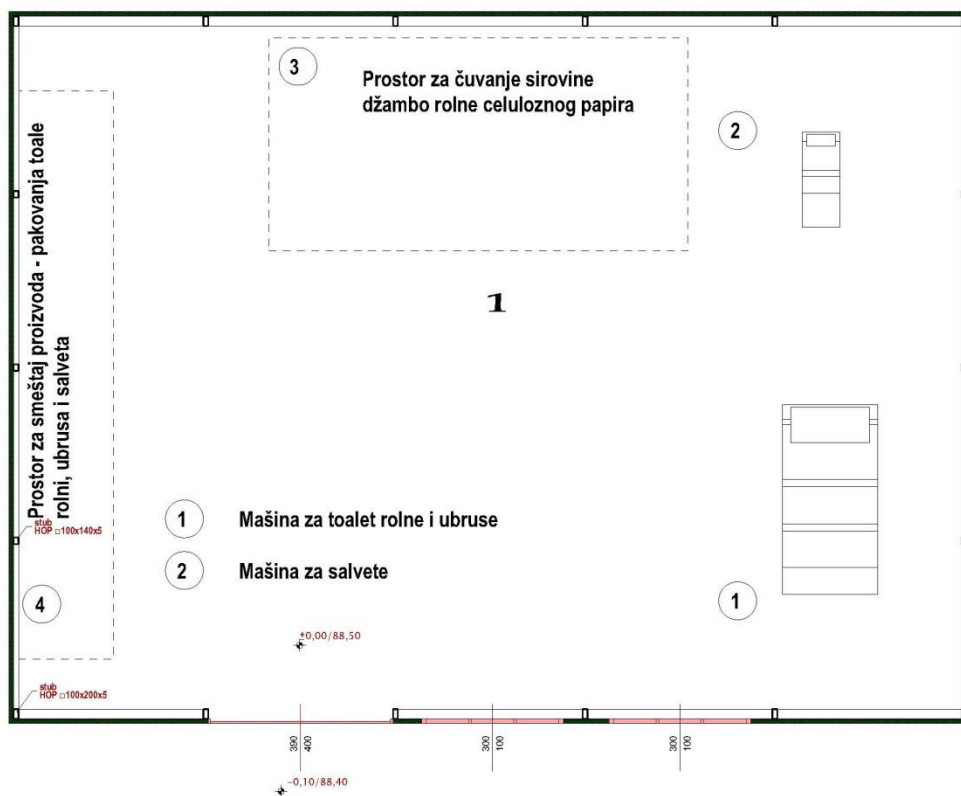 3
Prostor za čuvanje sirovine
džambo rolne celuloznog papira
2
Prostor za smeštaj proizvoda - pakovanja toale
rolni, ubrusa i salveta
1
stub
HOP □100x140x5
1
Mašina za toalet rolne i ubruse
2
Mašina za salvete
4
1
±0,00/88,50
stub
HOP □100x200x5
390
400
300
100
300
100
-0,10/88,40